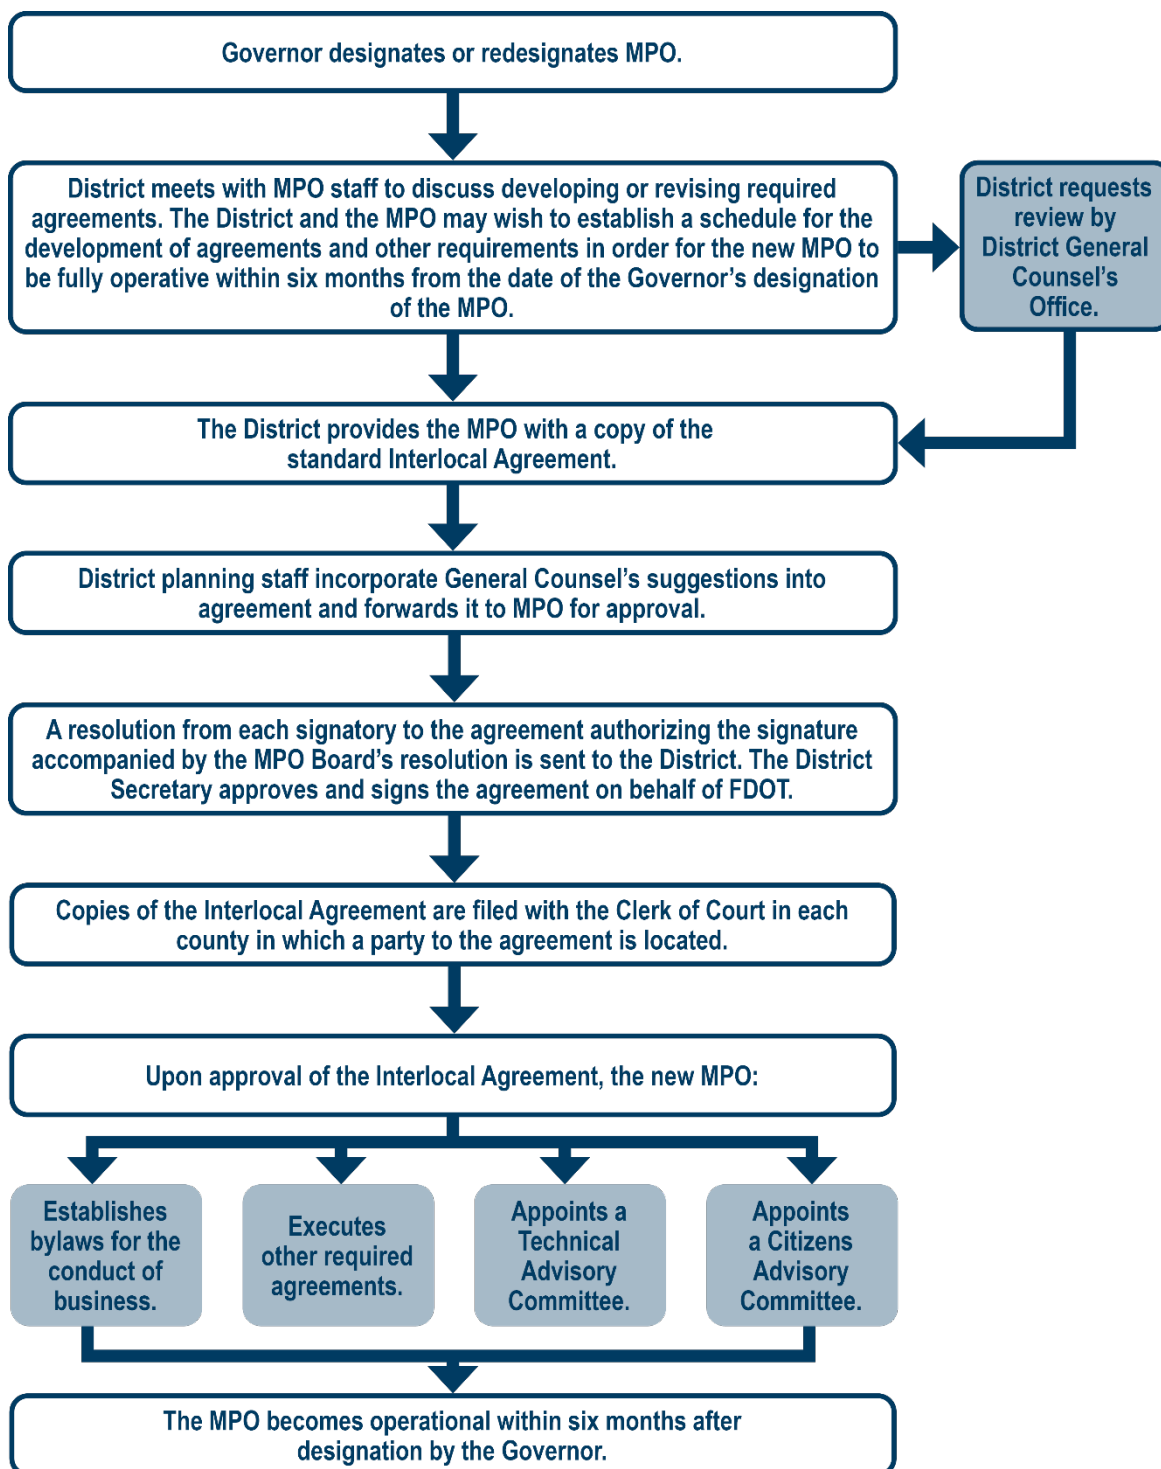 Governor designates or redesignates MPO.
District meets with MPO staff to discuss developing or revising required
agreements. The District and the MPO may wish to establish a schedule for the
development of agreements and other requirements in order for the new MPO to
be fully operative within six months from the date of the Governor’s designation
of the MPO.
District requests
review by
District General
Counsel’s
Office.
The District provides the MPO with a copy of the
standard Interlocal Agreement.
District planning staff incorporate General Counsel’s suggestions into
agreement and forwards it to MPO for approval.
A resolution from each signatory to the agreement authorizing the signature
accompanied by the MPO Board’s resolution is sent to the District. The District
Secretary approves and signs the agreement on behalf of FDOT.
Copies of the Interlocal Agreement are filed with the Clerk of Court in each
county in which a party to the agreement is located.
Upon approval of the Interlocal Agreement, the new MPO:
Establishes
bylaws for the
conduct of
business.
Executes
other required
agreements.
Appoints a
Technical
Advisory
Committee.
Appoints
a Citizens
Advisory
Committee.
The MPO becomes operational within six months after
designation by the Governor.